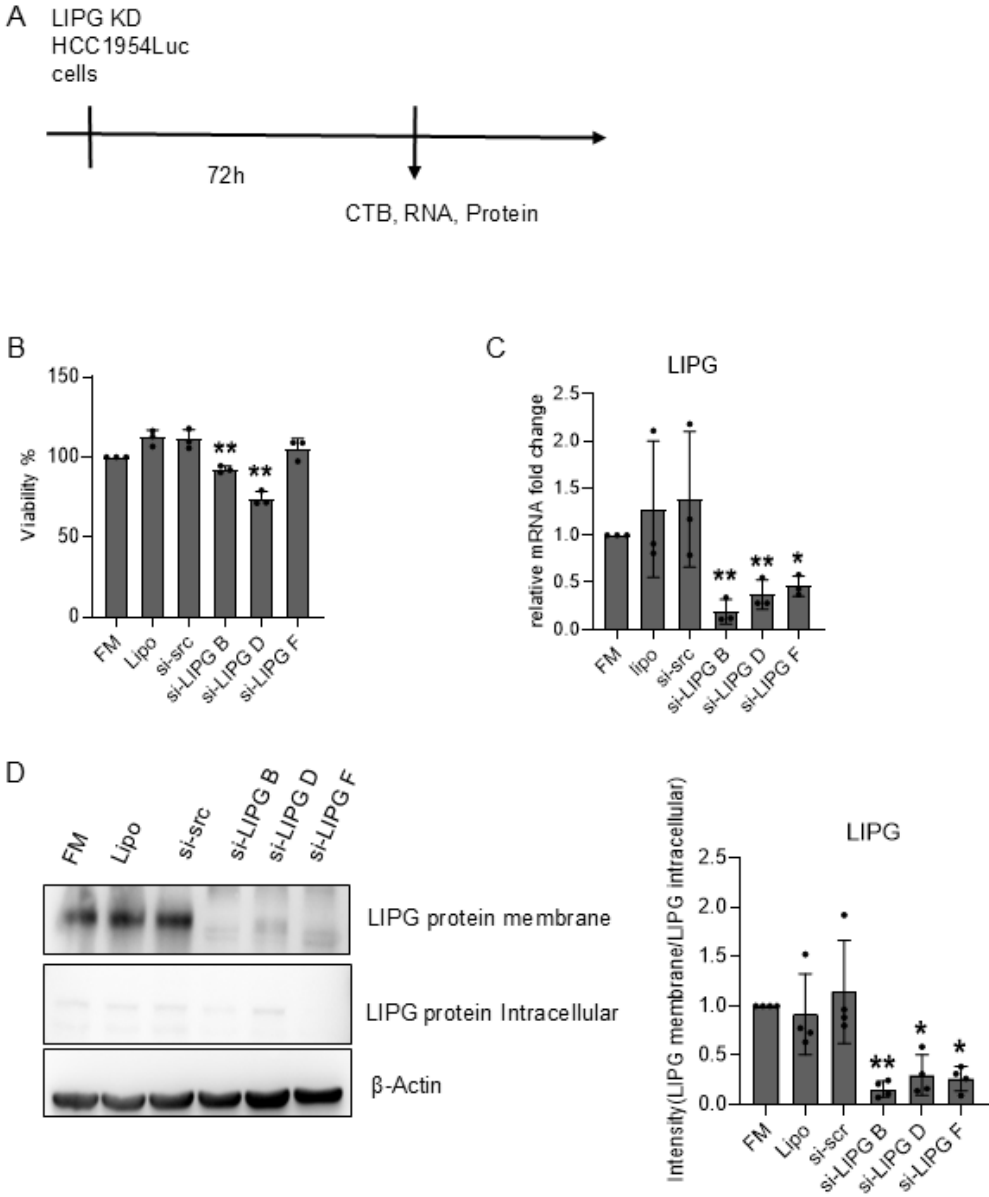 A
LIPG KD
HCC1954Luc
cells
72h
CTB, RNA, Protein
B
150
100
50
0
Viability %
**
**
FM
Lipo
si-src
si-LIPG B
si-LIPG D
si-LIPG F
C
LIPG
2.5
2.0
1.5
1.0
0.5
0.0
relative mRNA fold change
**
**
*
FM
lipo
si-src
si-LIPG B
si-LIPG D
si-LIPG F
D
FM
Lipo
si-src
si-LIPG B
si-LIPG D
si-LIPG F
LIPG protein membrane
LIPG protein Intracellular
β-Actin
LIPG
2.5
2.0
1.5
1.0
0.5
0.0
Intensity(LIPG membrane/LIPG intracellular)
**
*
*
FM
Lipo
si-scr
si-LIPG B
si-LIPG D
si-LIPG F